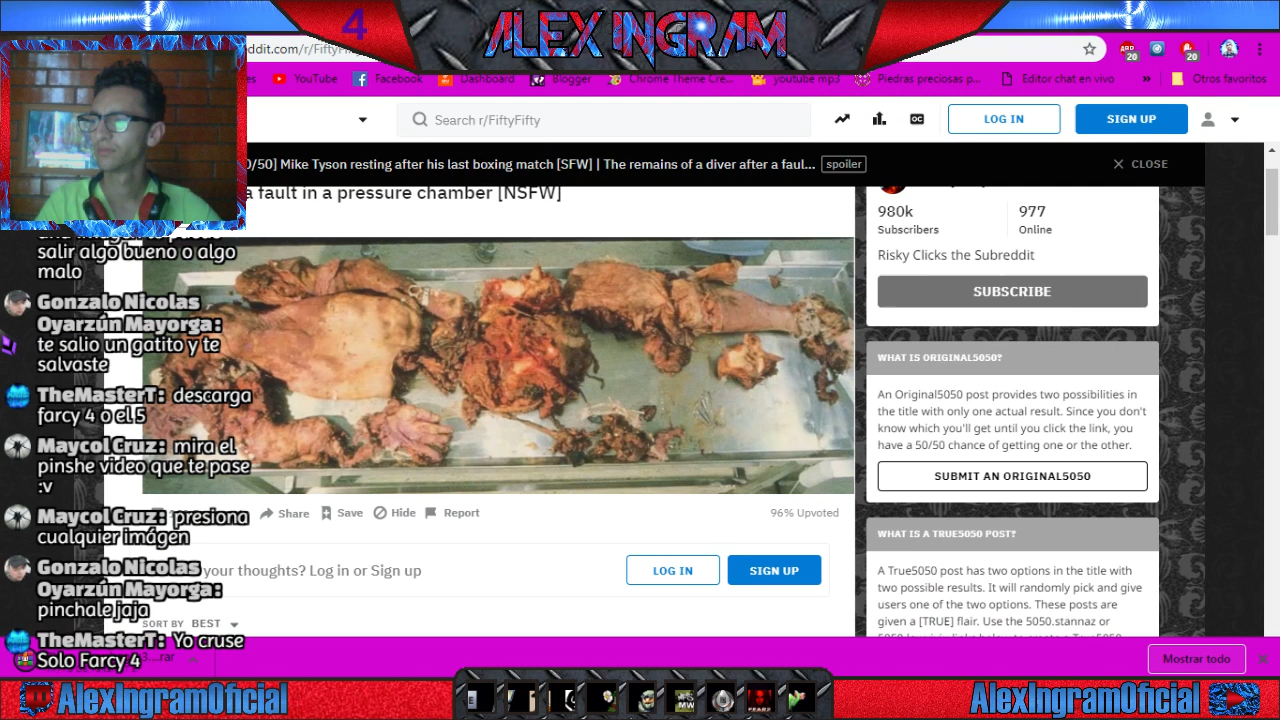 4
ALEX INGRAM
ddit.com/r/FiftyFi
ABD
20
20
es
YouTube
Facebook
Dashboard
Blogger
Chrome Theme Cre...
youtube mp3
Piedras preciosas p...
Editor chat en vivo
»
Otros favoritos
Search r/FiftyFifty
OC
LOG IN
SIGN UP
0/50] Mike Tyson resting after his last boxing match [SFW] | The remains of a diver after a faul...
spoiler
CLOSE
a fault in a pressure chamber [NSFW]
980k
977
Subscribers
Online
Risky Clicks the Subreddit
SUBSCRIBE
WHAT IS ORIGINAL5050?
An Original5050 post provides two possibilities in
the title with only one actual result. Since you don't
know which you'll get until you click the link, you
have a 50/50 chance of getting one or the other.
SUBMIT AN ORIGINAL5050
WHAT IS A TRUE5050 POST?
A True5050 post has two options in the title with
two possible results. It will randomly pick and give
users one of the two options. These posts are
given a [TRUE] flair. Use the 5050.stannaz or
salir algo bueno o algo
malo
Gonzalo Nicolas
Oyarzún Mayorga:
te salio un gatito y te
salvaste
TheMasterT: descarga
farcy 4 o el 5
Maycol Cruz: mira el
pinshe video que te pase
:v
Maycol Cruz: presiona
cualquier imágen
Gonzalo Nicolas
Oyarzún Mayorga:
pinchale jaja
TheMasterT: Yo cruse
Solo Farcy 4
Share
Save
Hide
Report
96% Upvoted
your thoughts? Log in or Sign up
LOG IN
SIGN UP
SORT BY BEST
3....rar
Mostrar todo
AlexIngramOficial
MW
AlexIngramOficial